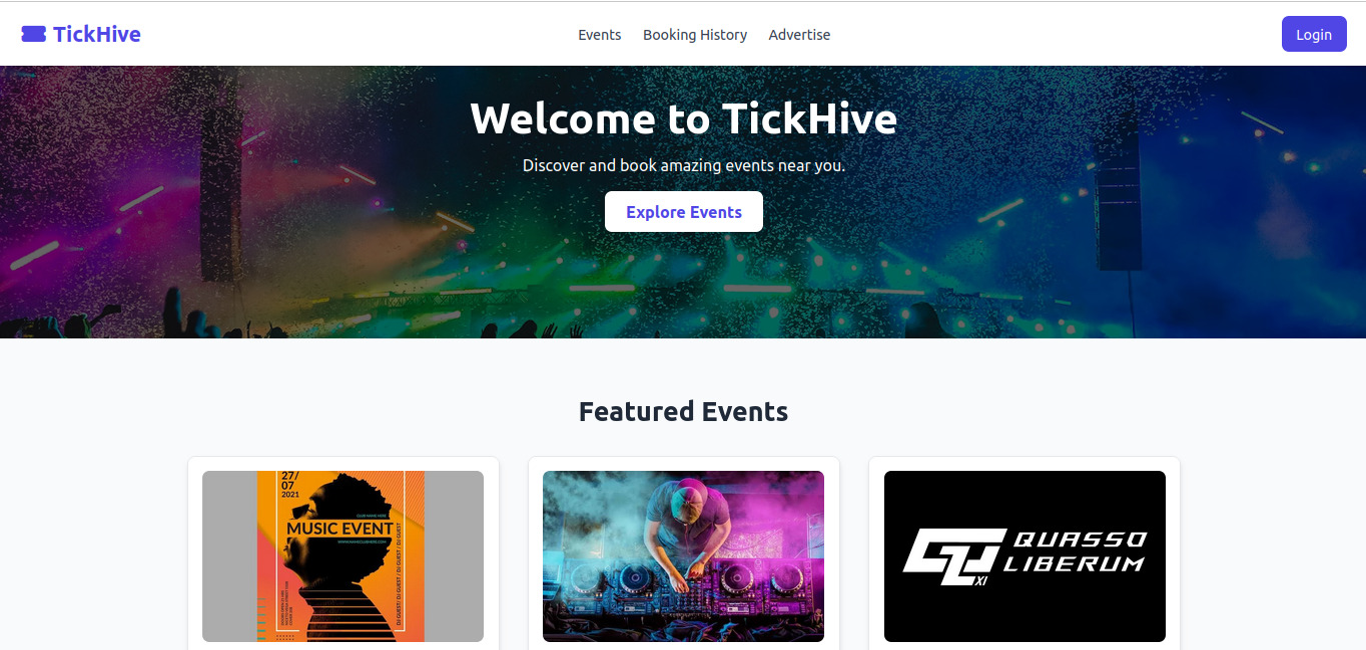 TickHive
Events
Booking History
Advertise
Login
Welcome to TickHive
Discover and book amazing events near you.
Explore Events
Featured Events
27/
07
2021
MUSIC EVENT
QUASSO
LIBERUM
XI